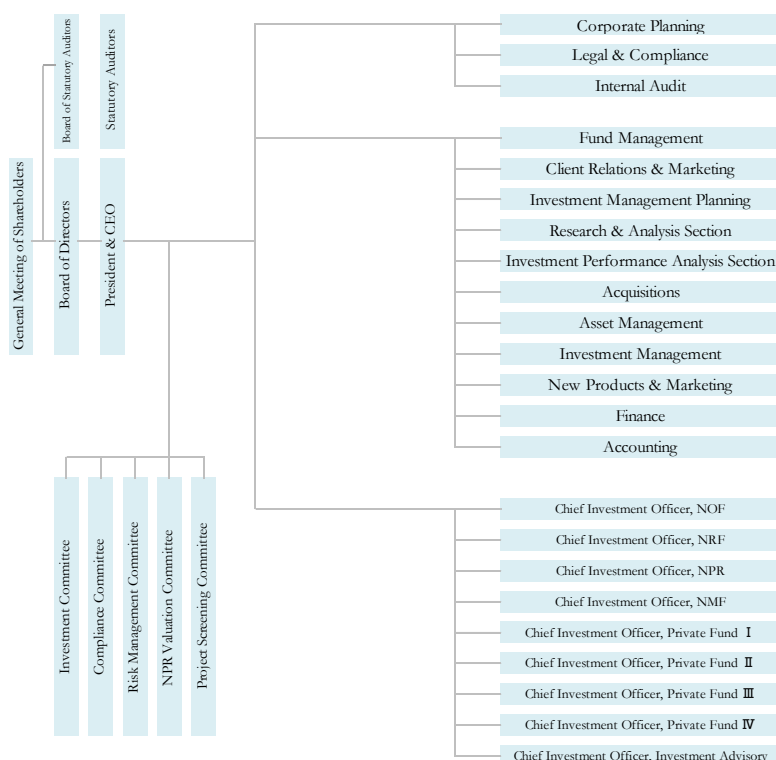 General Meeting of Shareholders
Board of Statutory Auditors
Statutory Auditors
Board of Directors
President & CEO
Corporate Planning
Legal & Compliance
Internal Audit
Fund Management
Client Relations & Marketing
Investment Management Planning
Research & Analysis Section
Investment Performance Analysis Section
Acquisitions
Asset Management
Investment Management
New Products & Marketing
Finance
Accounting
Investment Committee
Compliance Committee
Risk Management Committee
NPR Valuation Committee
Project Screening Committee
Chief Investment Officer, NOF
Chief Investment Officer, NRF
Chief Investment Officer, NPR
Chief Investment Officer, NMF
Chief Investment Officer, Private Fund Ⅰ
Chief Investment Officer, Private Fund Ⅱ
Chief Investment Officer, Private Fund Ⅲ
Chief Investment Officer, Private Fund Ⅳ
Chief Investment Officer, Investment Advisory